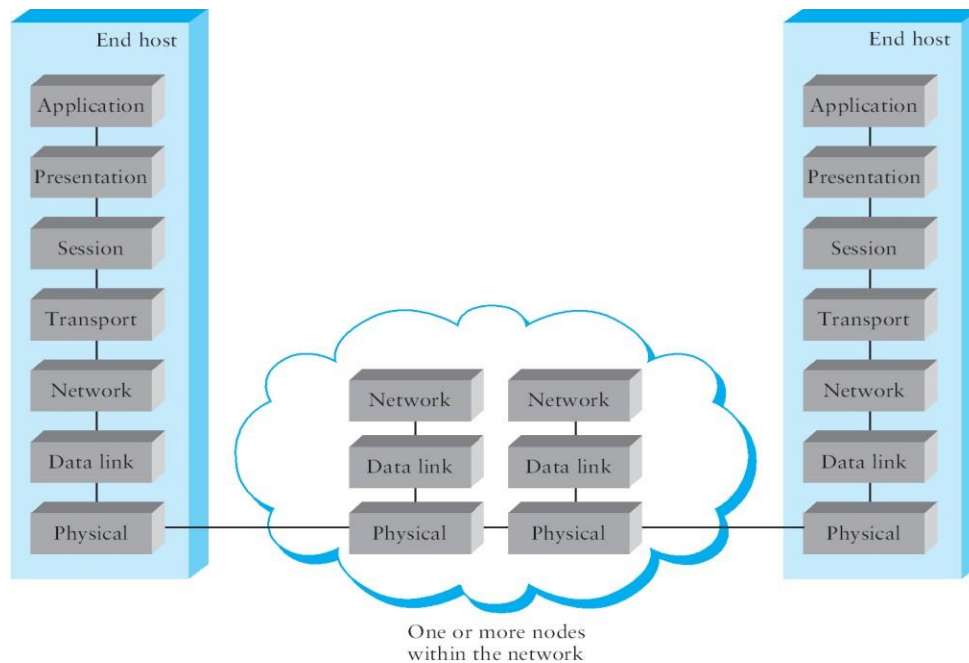 End host
Application
Presentation
Session
Transport
Network
Data link
Physical
Network
Data link
Physical
Network
Data link
Physical
One or more nodes
within the network
End host
Application
Presentation
Session
Transport
Network
Data link
Physical